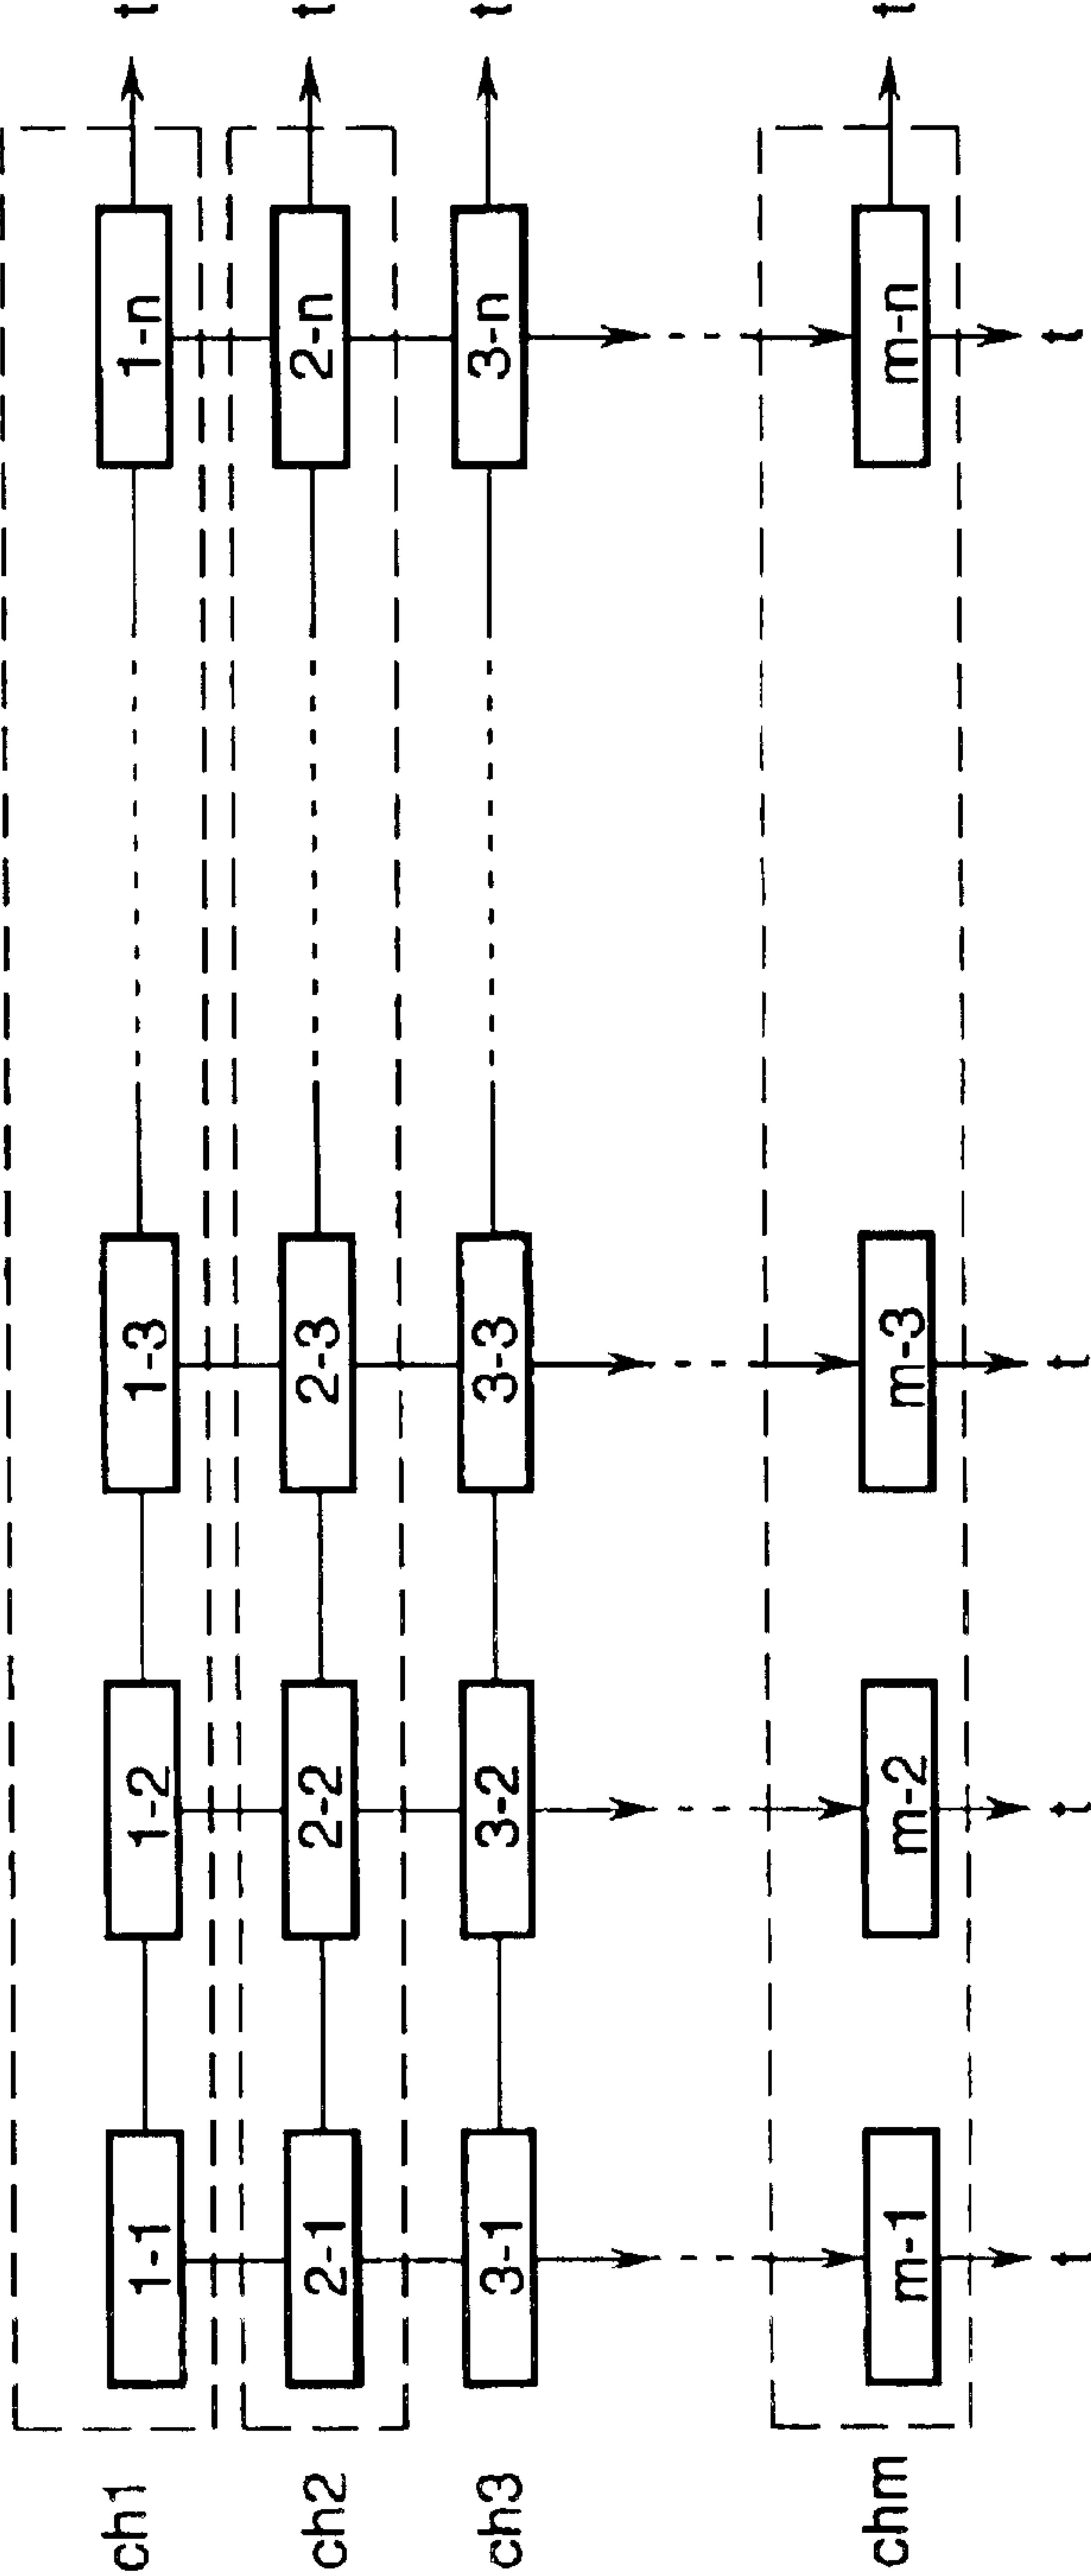 ch1 1-1 1-2 1-3 1-n t
ch2 2-1 2-2 2-3 2-n t
ch3 3-1 3-2 3-3 3-n t
chm m-1 m-2 m-3 m-n t
t t t t